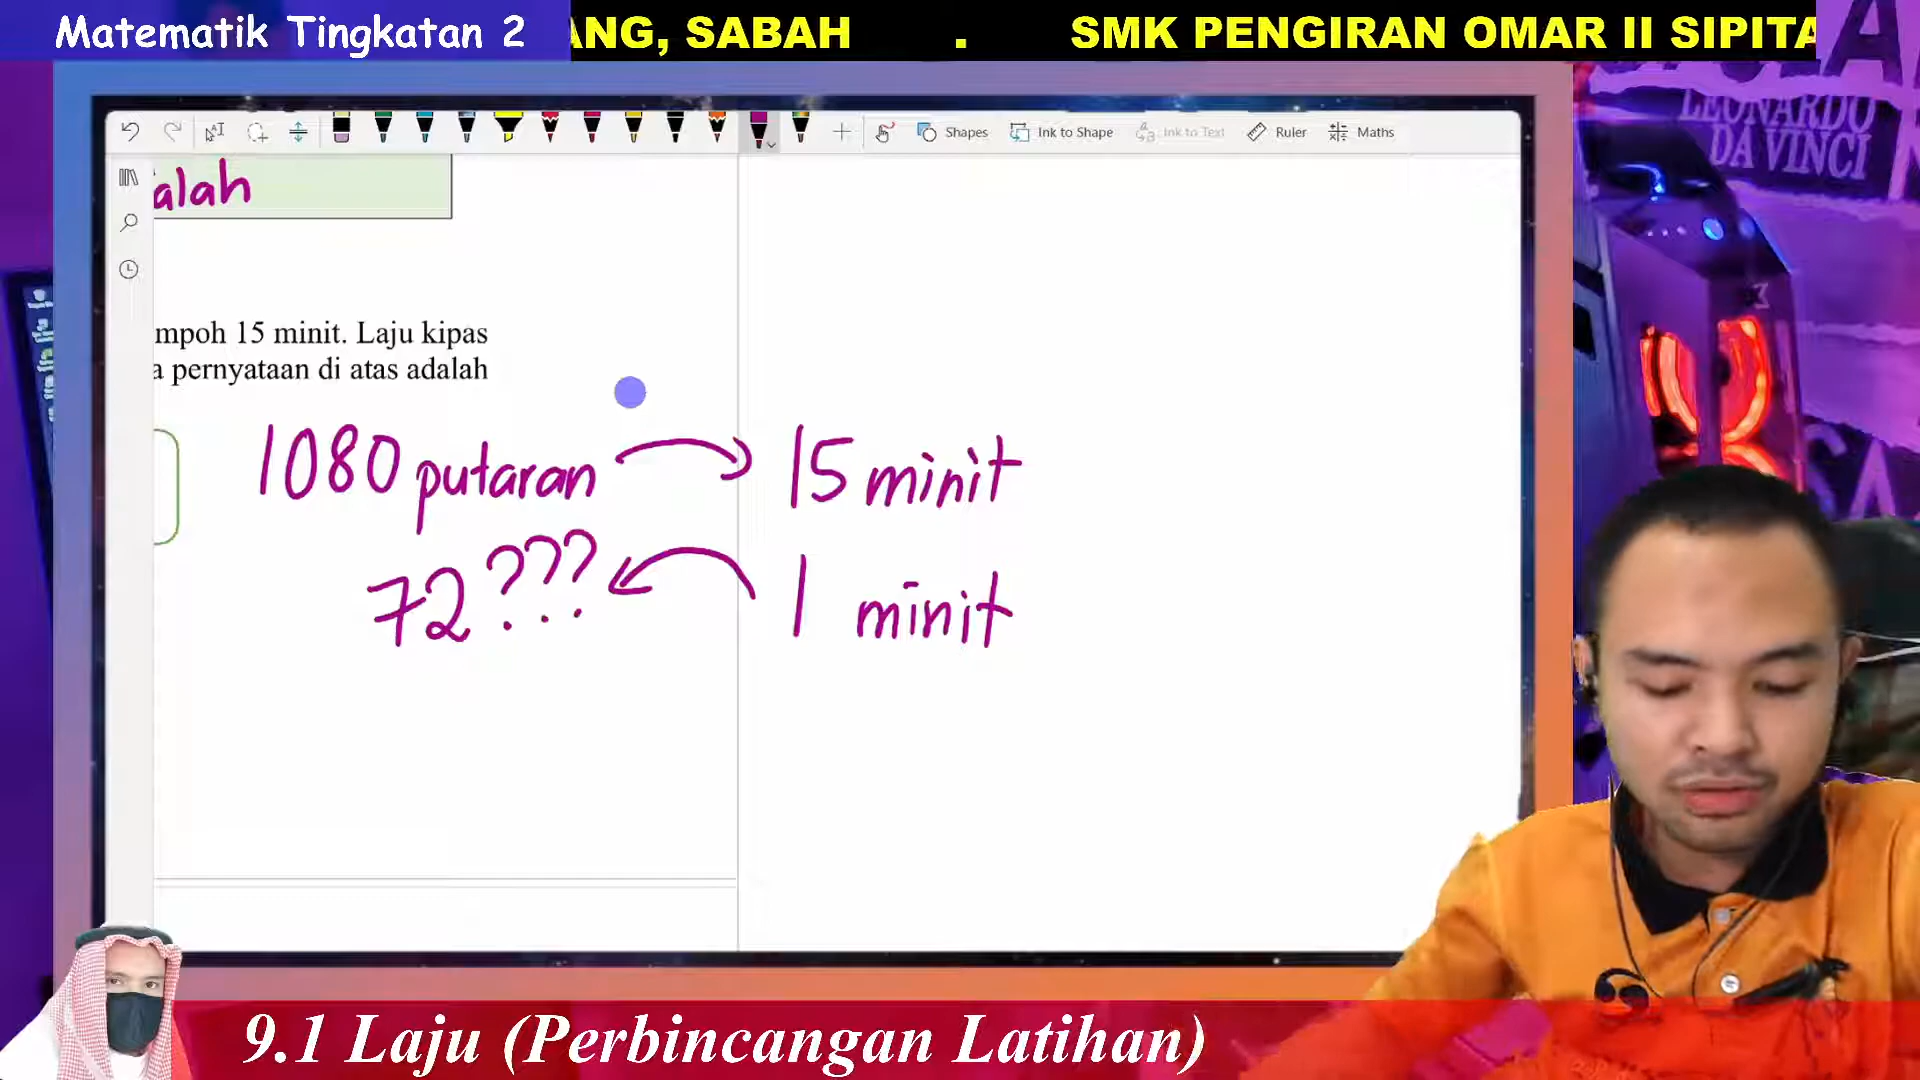 Matematik Tingkatan 2
ANG, SABAH . SMK PENGIRAN OMAR II SIPITA
LEONARDO
DA VINCI
Shapes Ink to Shape Ink to Text Ruler Maths
alah
mpoh 15 minit. Laju kipas
a pernyataan di atas adalah
1080 putaran 15 minit
72 ??? 1 minit
9.1 Laju (Perbincangan Latihan)